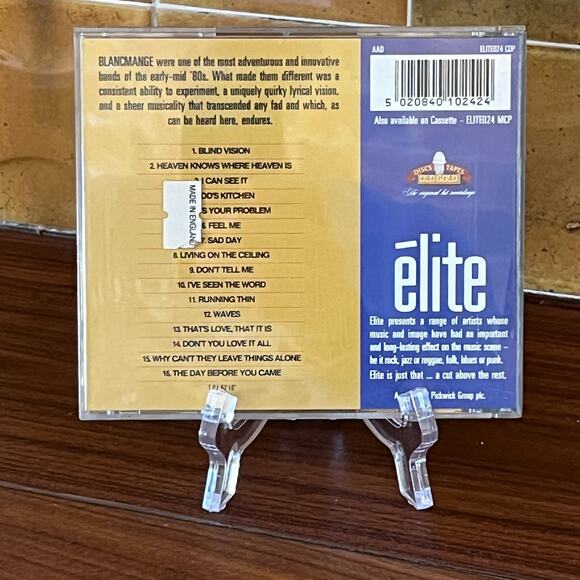 BLANCMANGE were one of the most adventurous and innovative
bands of the early-mid '80s. What made them different was a
consistent ability to experiment, a uniquely quirky lyrical vision,
and a sheer musicality that transcended any fad and which, as
can be heard here, endures.
1. BLIND VISION
2. HEAVEN KNOWS WHERE HEAVEN IS
I CAN SEE IT
KITCHEN
YOUR PROBLEM
6. FEEL ME
7. SAD DAY
8. LIVING ON THE CEILING
9. DON'T TELL ME
10. I'VE SEEN THE WORD
11. RUNNING THIN
12. WAVES
13. THAT'S LOVE, THAT IT IS
14. DON'T YOU LOVE IT ALL
15. WHY CAN'T THEY LEAVE THINGS ALONE
16. THE DAY BEFORE YOU CAME
MADE IN ENGLAND
AAD
ELITE024 CDP
5 020840 102424
Also available on Cassette – ELITE024 MCP
DISCS TAPES
OLD GOLD
The original hit recordings
élite
Elite presents a range of artists whose
music and image have had an important
and long-lasting effect on the music scene –
be it rock, jazz or reggae, folk, blues or punk.
Elite is just that ... a cut above the rest.
Pickwick Group plc.